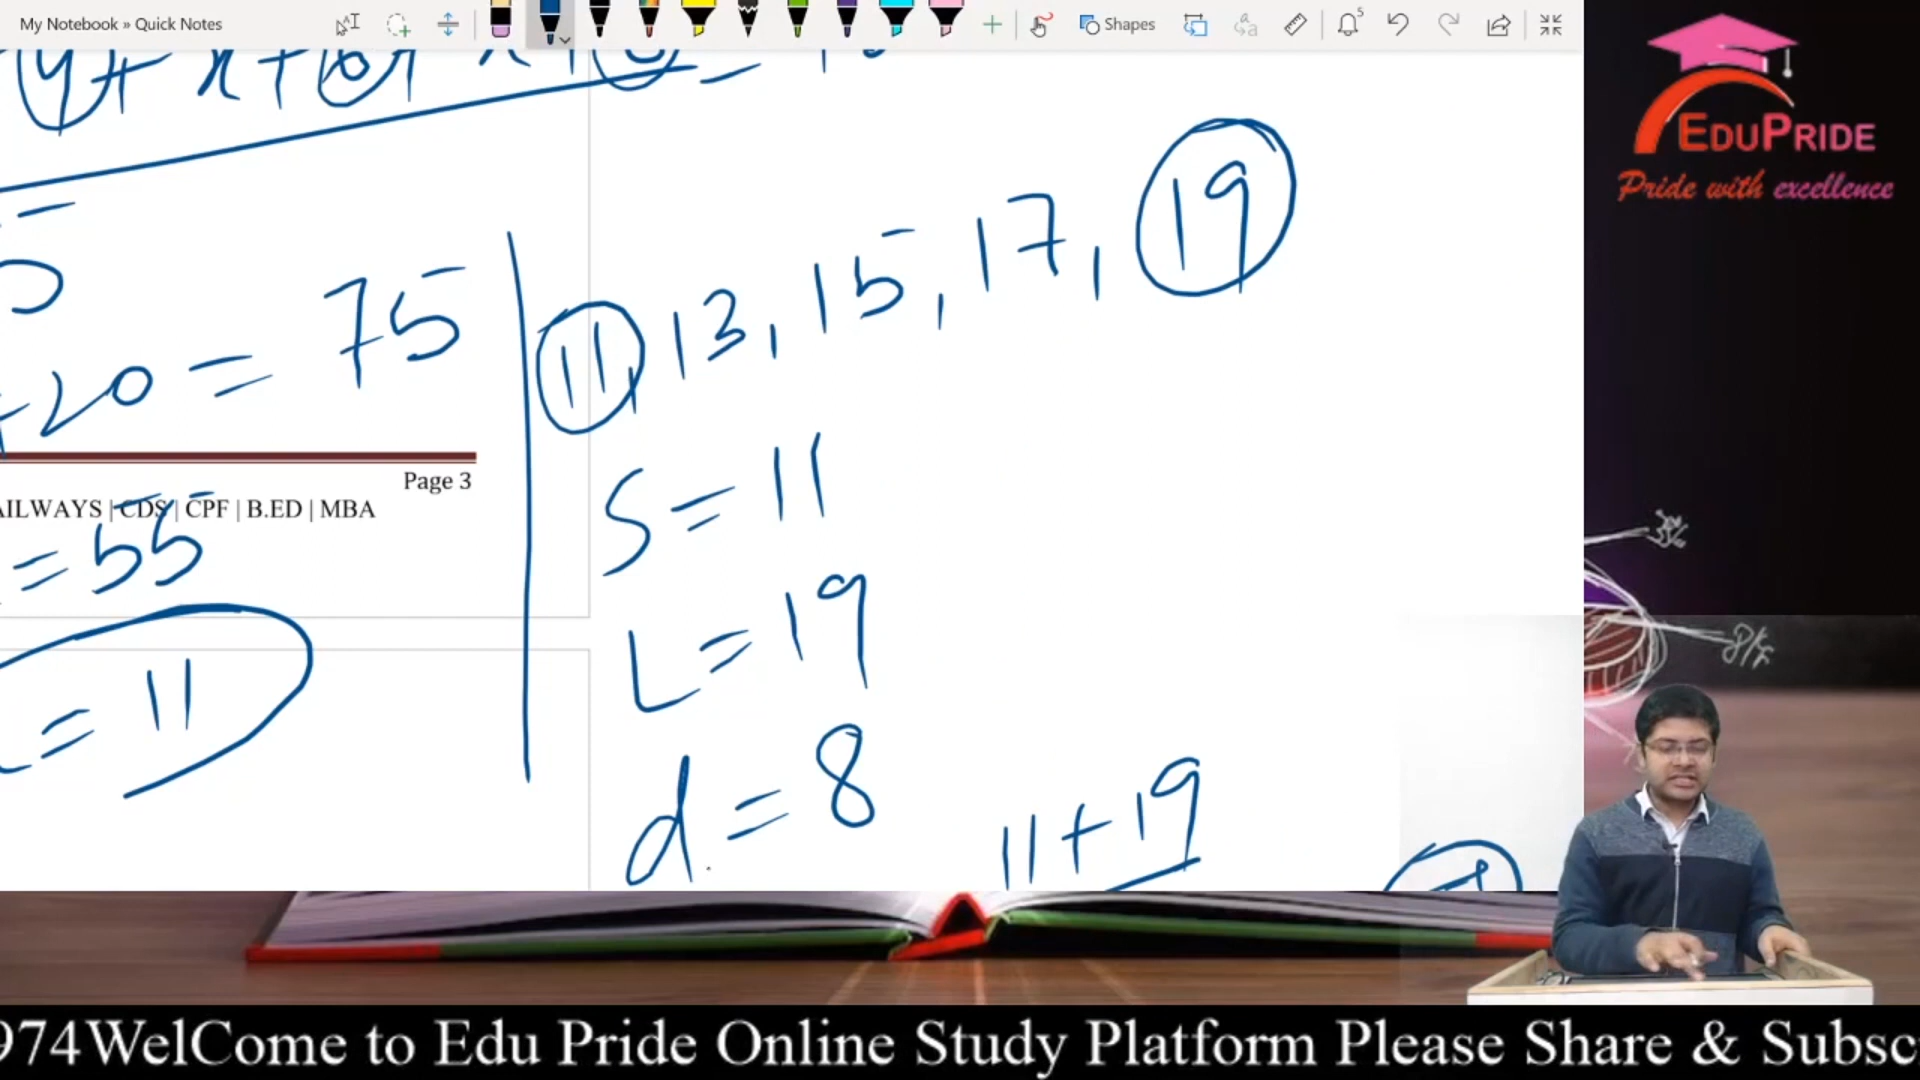 My Notebook » Quick Notes
Shapes
5
EDUPRIDE
Pride with excellence
11, 13, 15, 17, 19
+20 = 75
Page 3
AILWAYS | CDS | CPF | B.ED | MBA
= 55
= 11
S = 11
L = 19
d = 8
11 + 19
974WelCome to Edu Pride Online Study Platform Please Share & Subsc